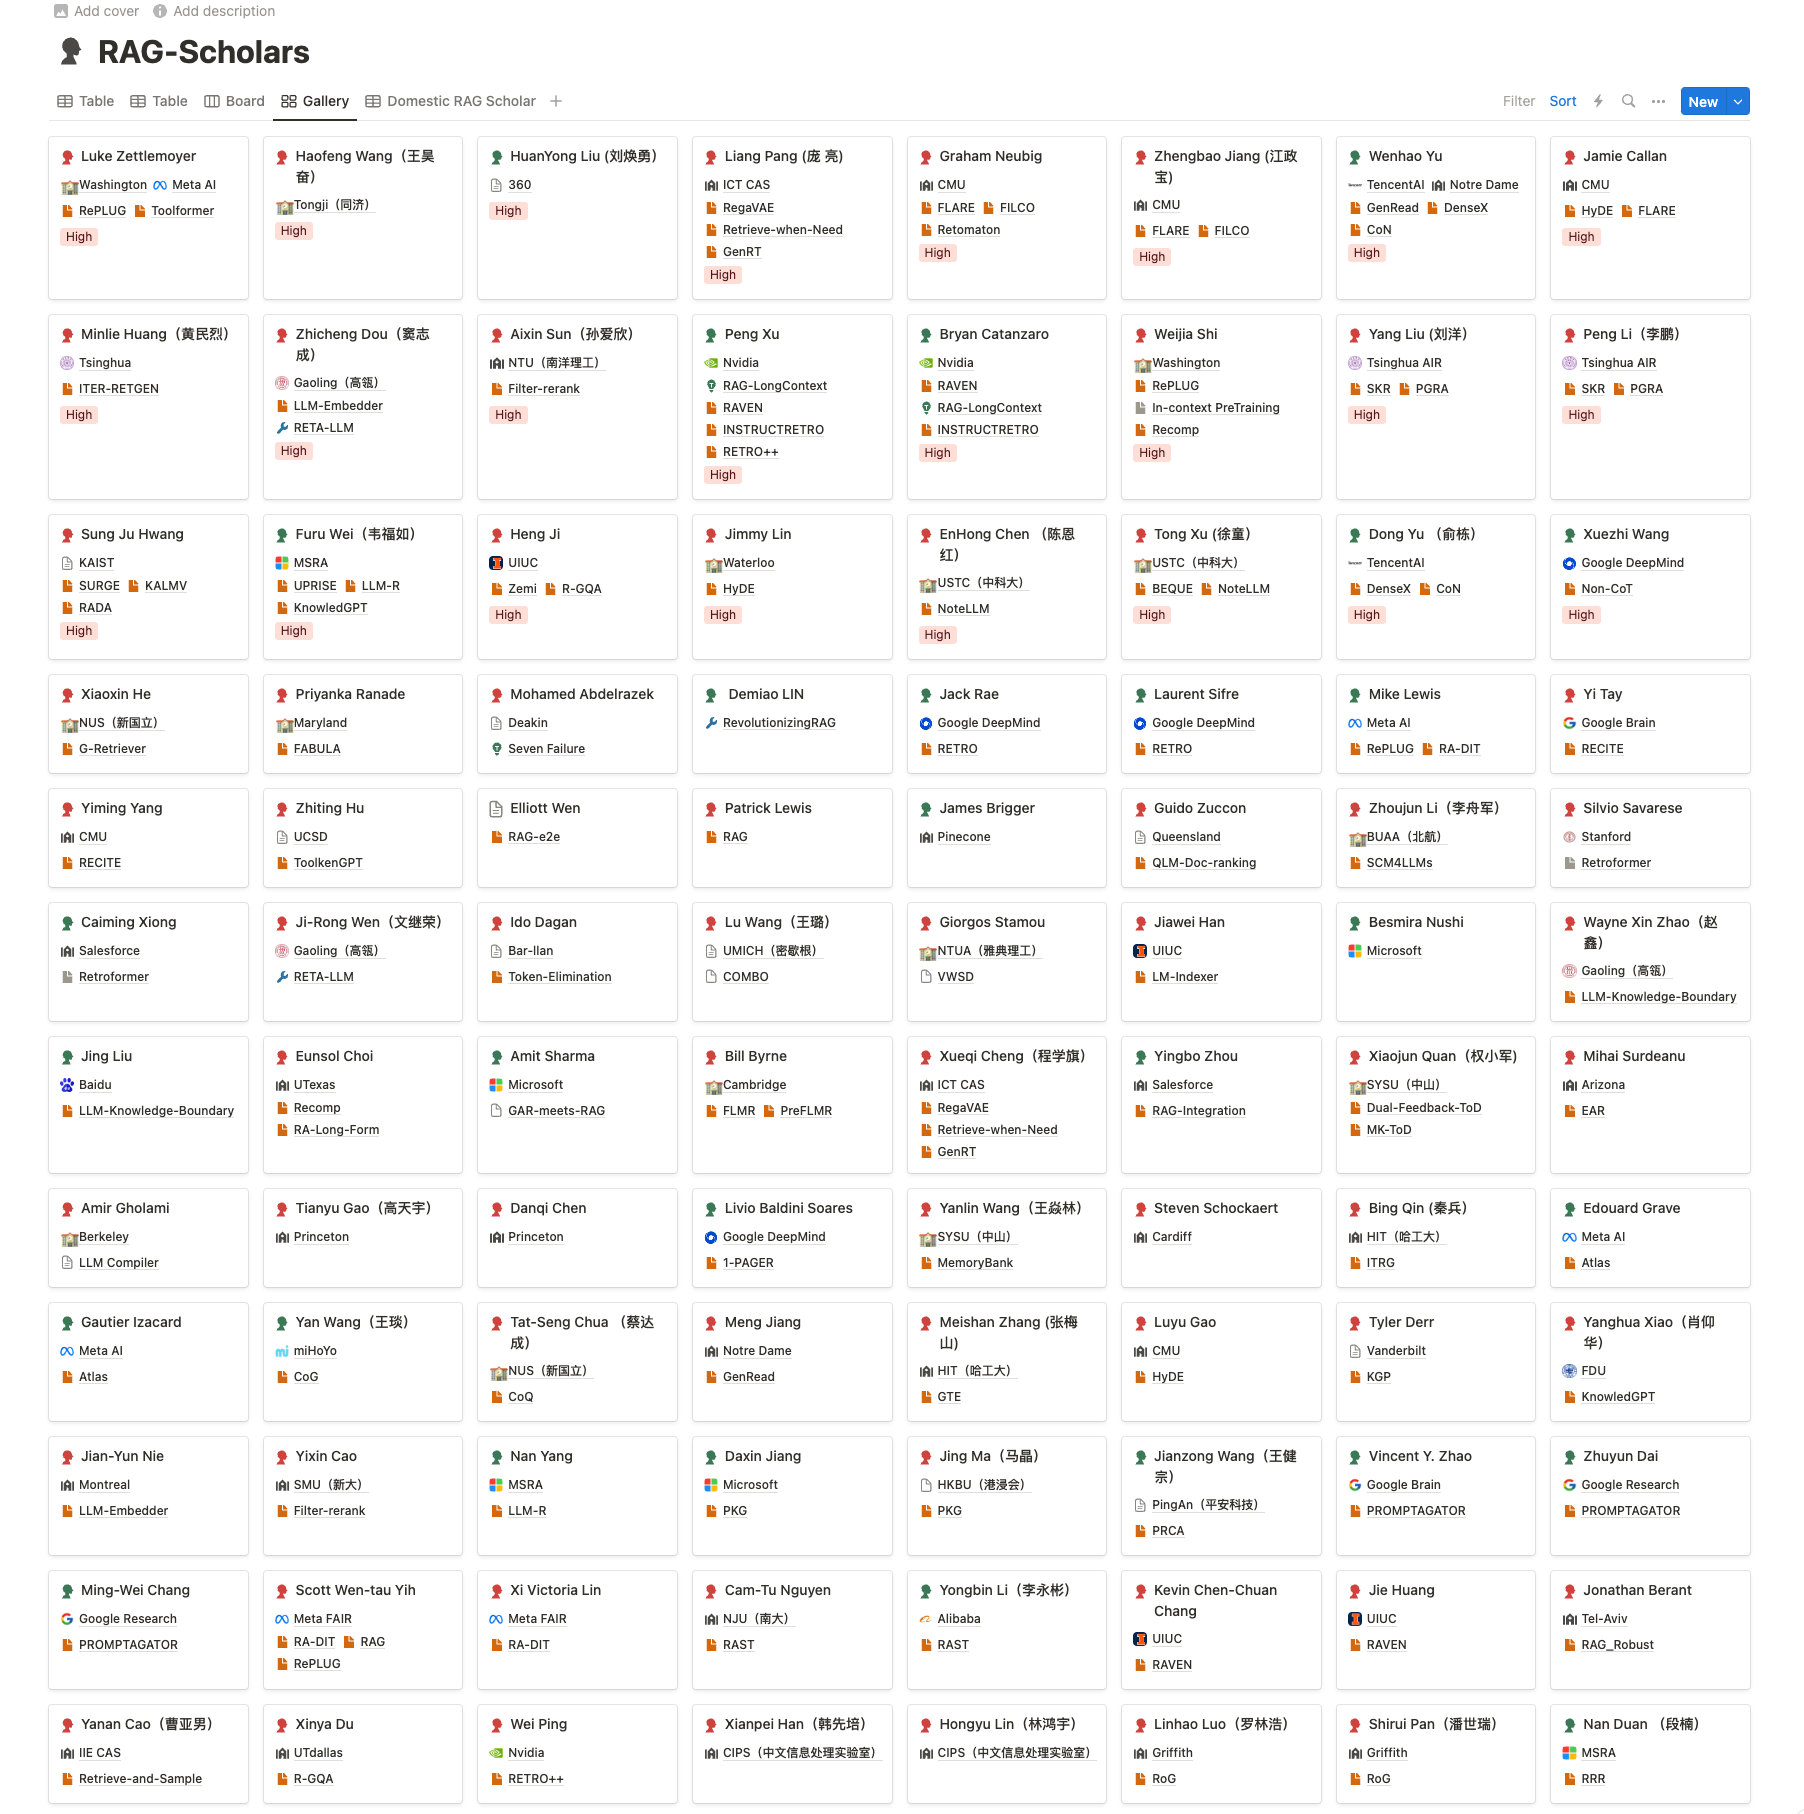 Add cover Add description
RAG-Scholars
Table Table Board Gallery Domestic RAG Scholar
Filter Sort New
Luke Zettlemoyer
Washington Meta AI
RePLUG Toolformer
High
Haofeng Wang（王昊
奋）
Tongji（同济）
High
HuanYong Liu (刘焕勇）
360
High
Liang Pang (庞 亮)
ICT CAS
RegaVAE
Retrieve-when-Need
GenRT
High
Graham Neubig
CMU
FLARE FILCO
Retomaton
High
Zhengbao Jiang (江政
宝)
CMU
FLARE FILCO
High
Wenhao Yu
TencentAI Notre Dame
GenRead DenseX
CoN
High
Jamie Callan
CMU
HyDE FLARE
High
Minlie Huang（黄民烈）
Tsinghua
ITER-RETGEN
High
Zhicheng Dou（窦志
成）
Gaoling（高瓴）
LLM-Embedder
RETA-LLM
High
Aixin Sun（孙爱欣）
NTU（南洋理工）
Filter-rerank
High
Peng Xu
Nvidia
RAG-LongContext
RAVEN
INSTRUCTRETRO
RETRO++
High
Bryan Catanzaro
Nvidia
RAVEN
RAG-LongContext
INSTRUCTRETRO
High
Weijia Shi
Washington
RePLUG
In-context PreTraining
Recomp
High
Yang Liu (刘洋）
Tsinghua AIR
SKR PGRA
High
Peng Li（李鹏）
Tsinghua AIR
SKR PGRA
High
Sung Ju Hwang
KAIST
SURGE KALMV
RADA
High
Furu Wei（韦福如）
MSRA
UPRISE LLM-R
KnowledGPT
High
Heng Ji
UIUC
Zemi R-GQA
High
Jimmy Lin
Waterloo
HyDE
High
EnHong Chen （陈恩
红）
USTC（中科大）
NoteLLM
High
Tong Xu (徐童）
USTC（中科大）
BEQUE NoteLLM
High
Dong Yu （俞栋）
TencentAI
DenseX CoN
High
Xuezhi Wang
Google DeepMind
Non-CoT
High
Xiaoxin He
NUS（新国立）
G-Retriever
Priyanka Ranade
Maryland
FABULA
Mohamed Abdelrazek
Deakin
Seven Failure
Demiao LIN
RevolutionizingRAG
Jack Rae
Google DeepMind
RETRO
Laurent Sifre
Google DeepMind
RETRO
Mike Lewis
Meta AI
RePLUG RA-DIT
Yi Tay
Google Brain
RECITE
Yiming Yang
CMU
RECITE
Zhiting Hu
UCSD
ToolkenGPT
Elliott Wen
RAG-e2e
Patrick Lewis
RAG
James Brigger
Pinecone
Guido Zuccon
Queensland
QLM-Doc-ranking
Zhoujun Li（李舟军）
BUAA（北航）
SCM4LLMs
Silvio Savarese
Stanford
Retroformer
Caiming Xiong
Salesforce
Retroformer
Ji-Rong Wen（文继荣）
Gaoling（高瓴）
RETA-LLM
Ido Dagan
Bar-Ilan
Token-Elimination
Lu Wang（王璐）
UMICH（密歇根）
COMBO
Giorgos Stamou
NTUA（雅典理工）
VWSD
Jiawei Han
UIUC
LM-Indexer
Besmira Nushi
Microsoft
Wayne Xin Zhao（赵
鑫）
Gaoling（高瓴）
LLM-Knowledge-Boundary
Jing Liu
Baidu
LLM-Knowledge-Boundary
Eunsol Choi
UTexas
Recomp
RA-Long-Form
Amit Sharma
Microsoft
GAR-meets-RAG
Bill Byrne
Cambridge
FLMR PreFLMR
Xueqi Cheng（程学旗）
ICT CAS
RegaVAE
Retrieve-when-Need
GenRT
Yingbo Zhou
Salesforce
RAG-Integration
Xiaojun Quan（权小军)
SYSU（中山）
Dual-Feedback-ToD
MK-ToD
Mihai Surdeanu
Arizona
EAR
Amir Gholami
Berkeley
LLM Compiler
Tianyu Gao（高天宇）
Princeton
Danqi Chen
Princeton
Livio Baldini Soares
Google DeepMind
1-PAGER
Yanlin Wang（王焱林）
SYSU（中山）
MemoryBank
Steven Schockaert
Cardiff
Bing Qin (秦兵）
HIT（哈工大）
ITRG
Edouard Grave
Meta AI
Atlas
Gautier Izacard
Meta AI
Atlas
Yan Wang（王琰）
miHoYo
CoG
Tat-Seng Chua （蔡达
成）
NUS（新国立）
CoQ
Meng Jiang
Notre Dame
GenRead
Meishan Zhang (张梅
山)
HIT（哈工大）
GTE
Luyu Gao
CMU
HyDE
Tyler Derr
Vanderbilt
KGP
Yanghua Xiao（肖仰
华）
FDU
KnowledGPT
Jian-Yun Nie
Montreal
LLM-Embedder
Yixin Cao
SMU（新大）
Filter-rerank
Nan Yang
MSRA
LLM-R
Daxin Jiang
Microsoft
PKG
Jing Ma（马晶）
HKBU（港浸会）
PKG
Jianzong Wang（王健
宗）
PingAn（平安科技）
PRCA
Vincent Y. Zhao
Google Brain
PROMPTAGATOR
Zhuyun Dai
Google Research
PROMPTAGATOR
Ming-Wei Chang
Google Research
PROMPTAGATOR
Scott Wen-tau Yih
Meta FAIR
RA-DIT RAG
RePLUG
Xi Victoria Lin
Meta FAIR
RA-DIT
Cam-Tu Nguyen
NJU（南大）
RAST
Yongbin Li（李永彬）
Alibaba
RAST
Kevin Chen-Chuan
Chang
UIUC
RAVEN
Jie Huang
UIUC
RAVEN
Jonathan Berant
Tel-Aviv
RAG_Robust
Yanan Cao（曹亚男）
IIE CAS
Retrieve-and-Sample
Xinya Du
UTdallas
R-GQA
Wei Ping
Nvidia
RETRO++
Xianpei Han（韩先培）
CIPS（中文信息处理实验室）
Hongyu Lin（林鸿宇）
CIPS（中文信息处理实验室）
Linhao Luo（罗林浩）
Griffith
RoG
Shirui Pan（潘世瑞）
Griffith
RoG
Nan Duan （段楠）
MSRA
RRR